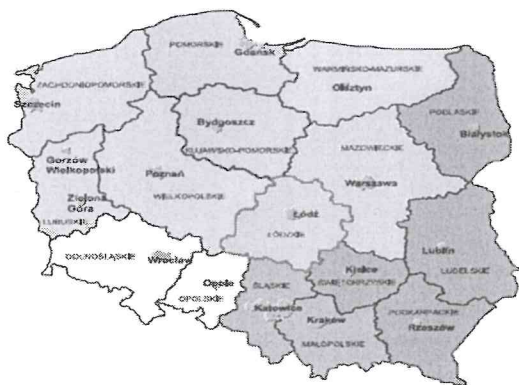 POMORSKIE
Gdańsk
ZACHODNIOPOMORSKIE
Szczecin
WARMIŃSKO-MAZURSKIE
Olsztyn
PODLASKIE
Białystok
Bydgoszcz
KUJAWSKO-POMORSKIE
Gorzów
Wielkopolski
Zielona
Góra
LUBUSKIE
Poznań
WIELKOPOLSKIE
MAZOWIECKIE
Warszawa
Łódź
ŁÓDZKIE
DOLNOŚLĄSKIE
Wrocław
Opole
OPOLSKIE
ŚLĄSKIE
Katowice
Kielce
ŚWIĘTOKRZYSKIE
Lublin
LUBELSKIE
Kraków
MAŁOPOLSKIE
PODKARPACKIE
Rzeszów